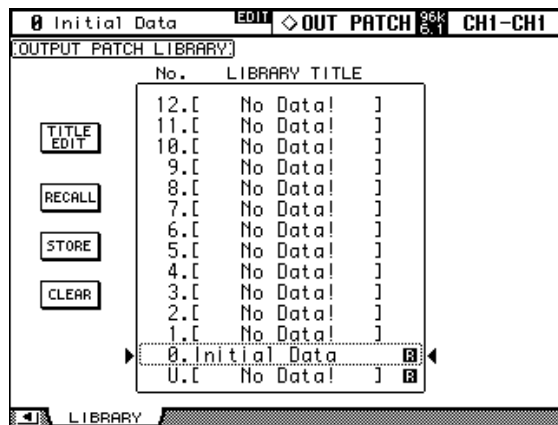 0 Initial Data EDIT ◇OUT PATCH 96k 6.1 CH1-CH1
OUTPUT PATCH LIBRARY
No. LIBRARY TITLE
12.[ No Data! ]
11.[ No Data! ]
10.[ No Data! ]
9.[ No Data! ]
8.[ No Data! ]
7.[ No Data! ]
6.[ No Data! ]
5.[ No Data! ]
4.[ No Data! ]
3.[ No Data! ]
2.[ No Data! ]
1.[ No Data! ]
0.Initial Data R
U.[ No Data! ] R
TITLE
EDIT
RECALL
STORE
CLEAR
LIBRARY